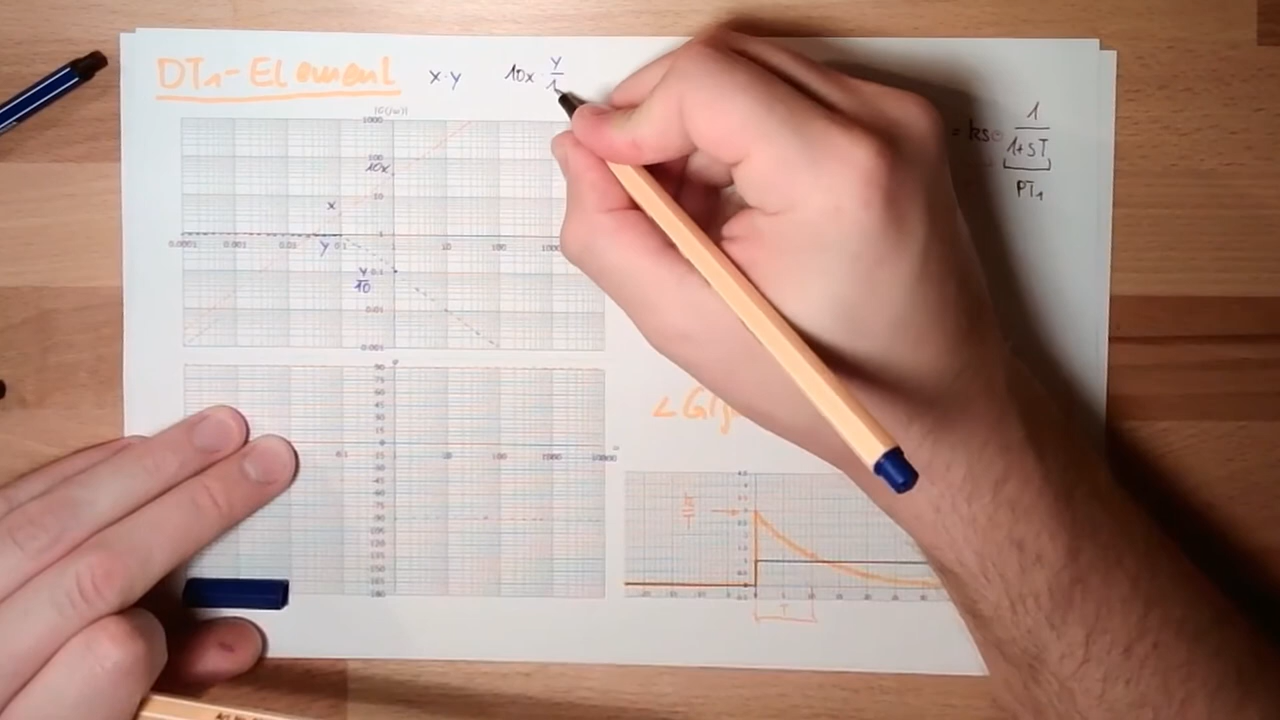 DT₁-Element x·y 10x · y/1
|G(jω)|
1000
100
10x
10
x
0.0001 0.001 0.01 0.1 1 1 10 100 1000
y
y/10 0.1
0.01
0.001
= ks · 1/(1+sT)
PT₁
φ
90
75
60
45
30
15
0
0.1 10 100 1000 10000
ω
15
30
45
-60
-75
-90
105
120
135
150
165
180
∠G(j
k/T
T